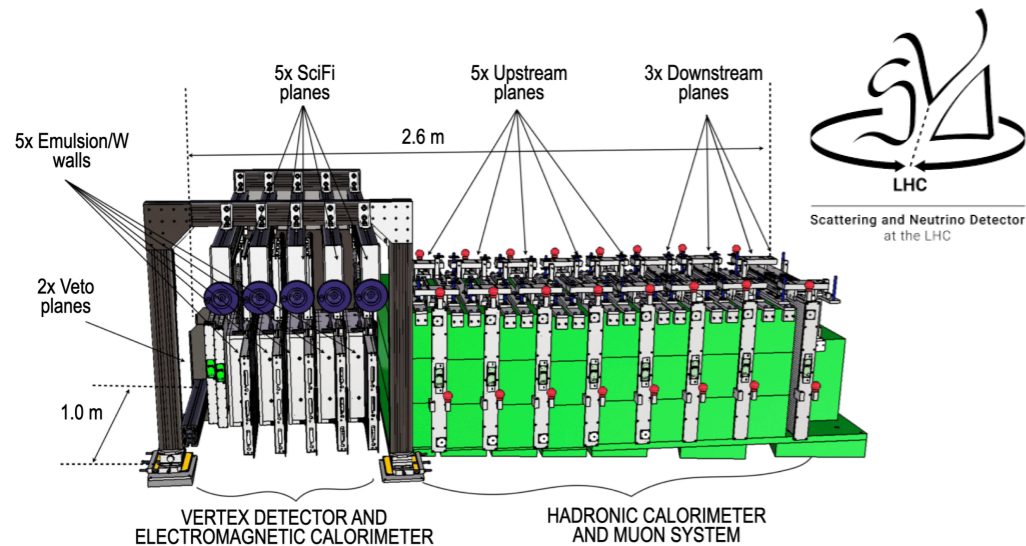 5x SciFi
planes
5x Upstream
planes
3x Downstream
planes
5x Emulsion/W
walls
2.6 m
2x Veto
planes
1.0 m
VERTEX DETECTOR AND
ELECTROMAGNETIC CALORIMETER
HADRONIC CALORIMETER
AND MUON SYSTEM
LHC
Scattering and Neutrino Detector
at the LHC